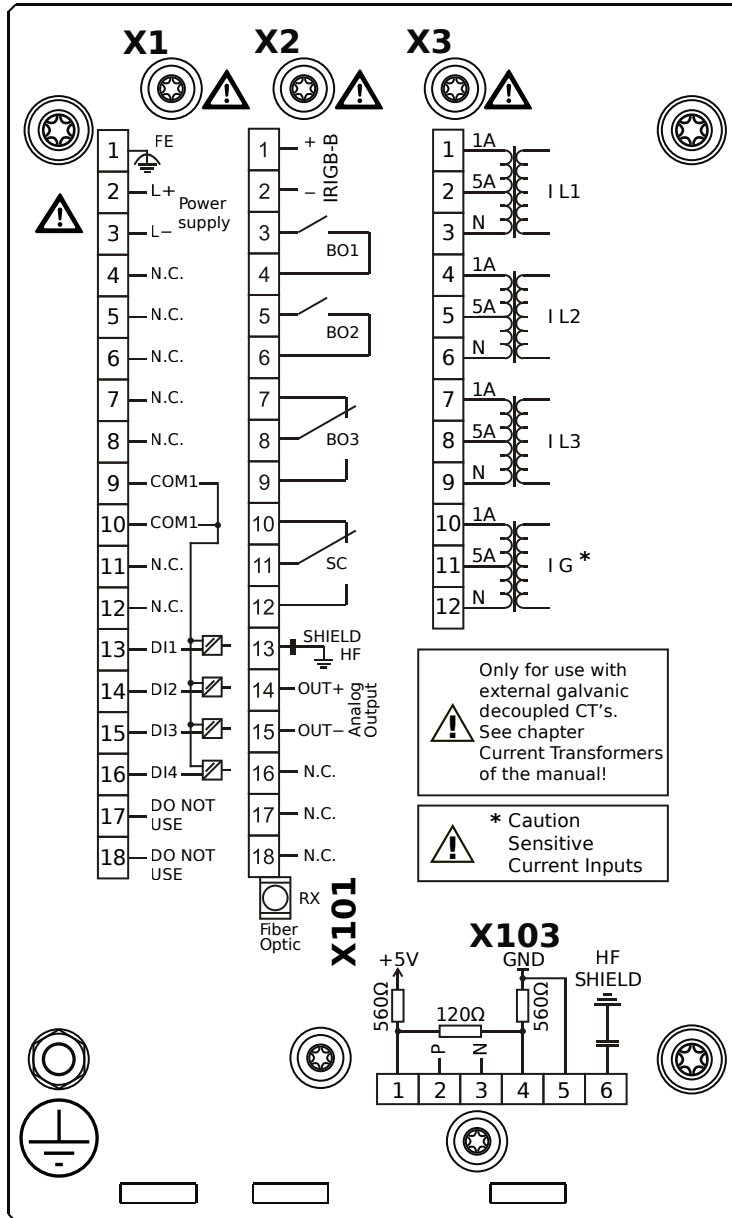 X1 X2 X3
1 FE
2 L+
3 L−
Power
supply
4 N.C.
5 N.C.
6 N.C.
7 N.C.
8 N.C.
9 COM1
10 COM1
11 N.C.
12 N.C.
13 DI1
14 DI2
15 DI3
16 DI4
17 DO NOT
USE
18 DO NOT
USE
1 +
2 −
IRIGB-B
3
4
BO1
5
6
BO2
7
8
9
BO3
10
11
12
SC
13 SHIELD
HF
14 OUT+
15 OUT−
Analog
Output
16 N.C.
17 N.C.
18 N.C.
RX
Fiber
Optic
X101
1 1A
2 5A
3 N
I L1
4 1A
5 5A
6 N
I L2
7 1A
8 5A
9 N
I L3
10 1A
11 5A
12 N
I G *
! Only for use with
external galvanic
decoupled CT's.
See chapter
Current Transformers
of the manual!
! * Caution
Sensitive
Current Inputs
X103
+5V GND HF
SHIELD
560Ω 120Ω 560Ω
P N
1 2 3 4 5 6